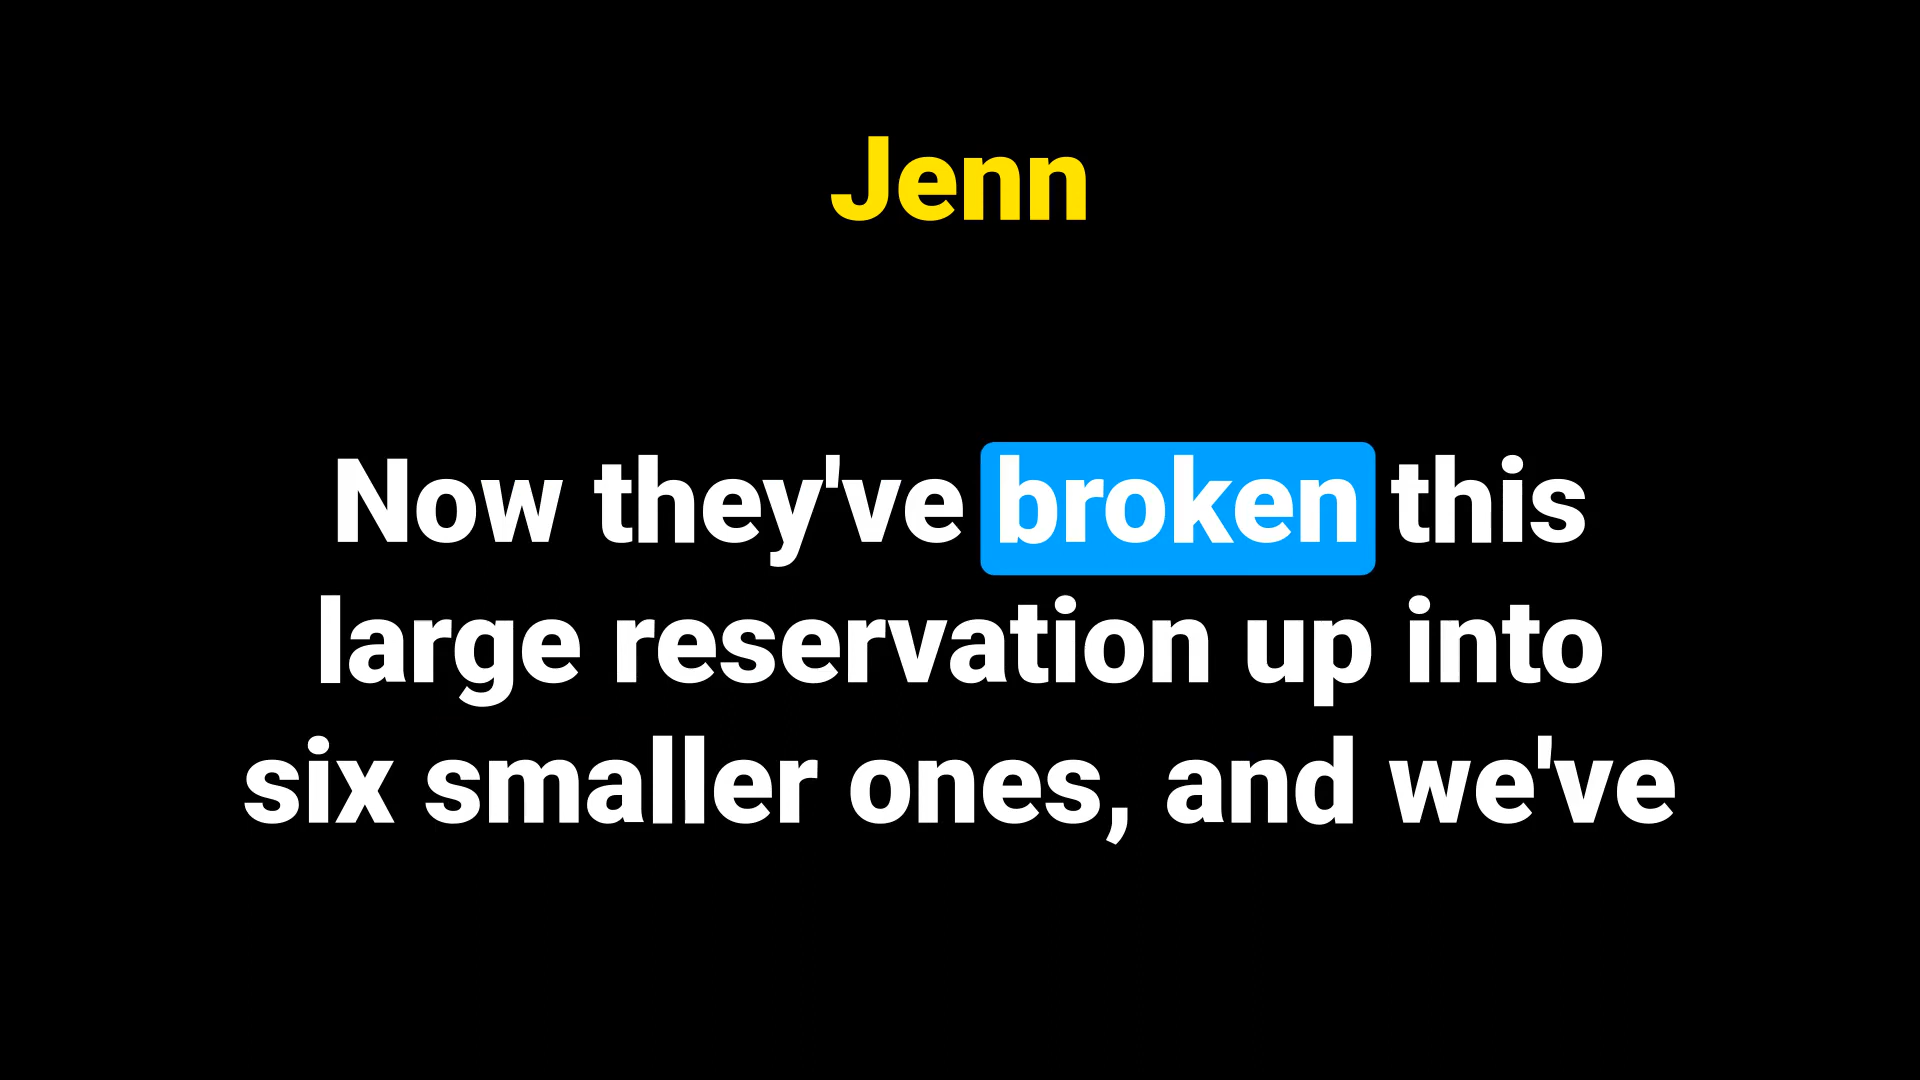 Jenn
Now they've broken this
large reservation up into
six smaller ones, and we've